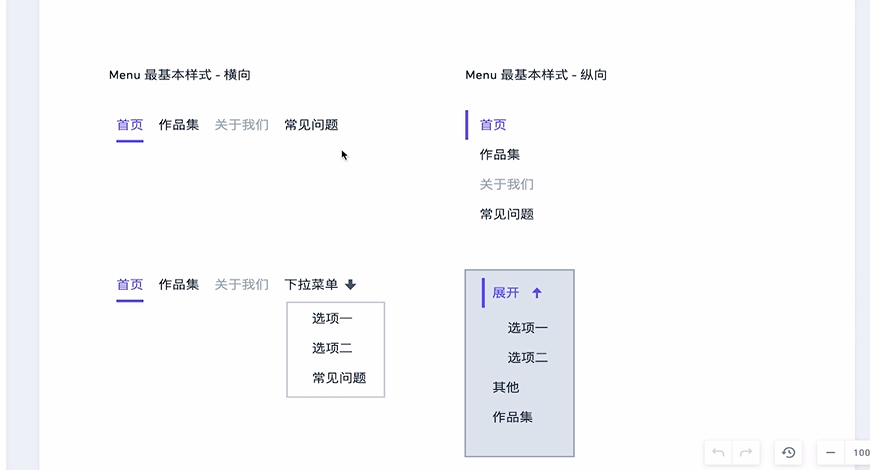 Menu 最基本样式 - 横向
首页 作品集 关于我们 常见问题
Menu 最基本样式 - 纵向
首页
作品集
关于我们
常见问题
首页 作品集 关于我们 下拉菜单
选项一
选项二
常见问题
展开
选项一
选项二
其他
作品集
100